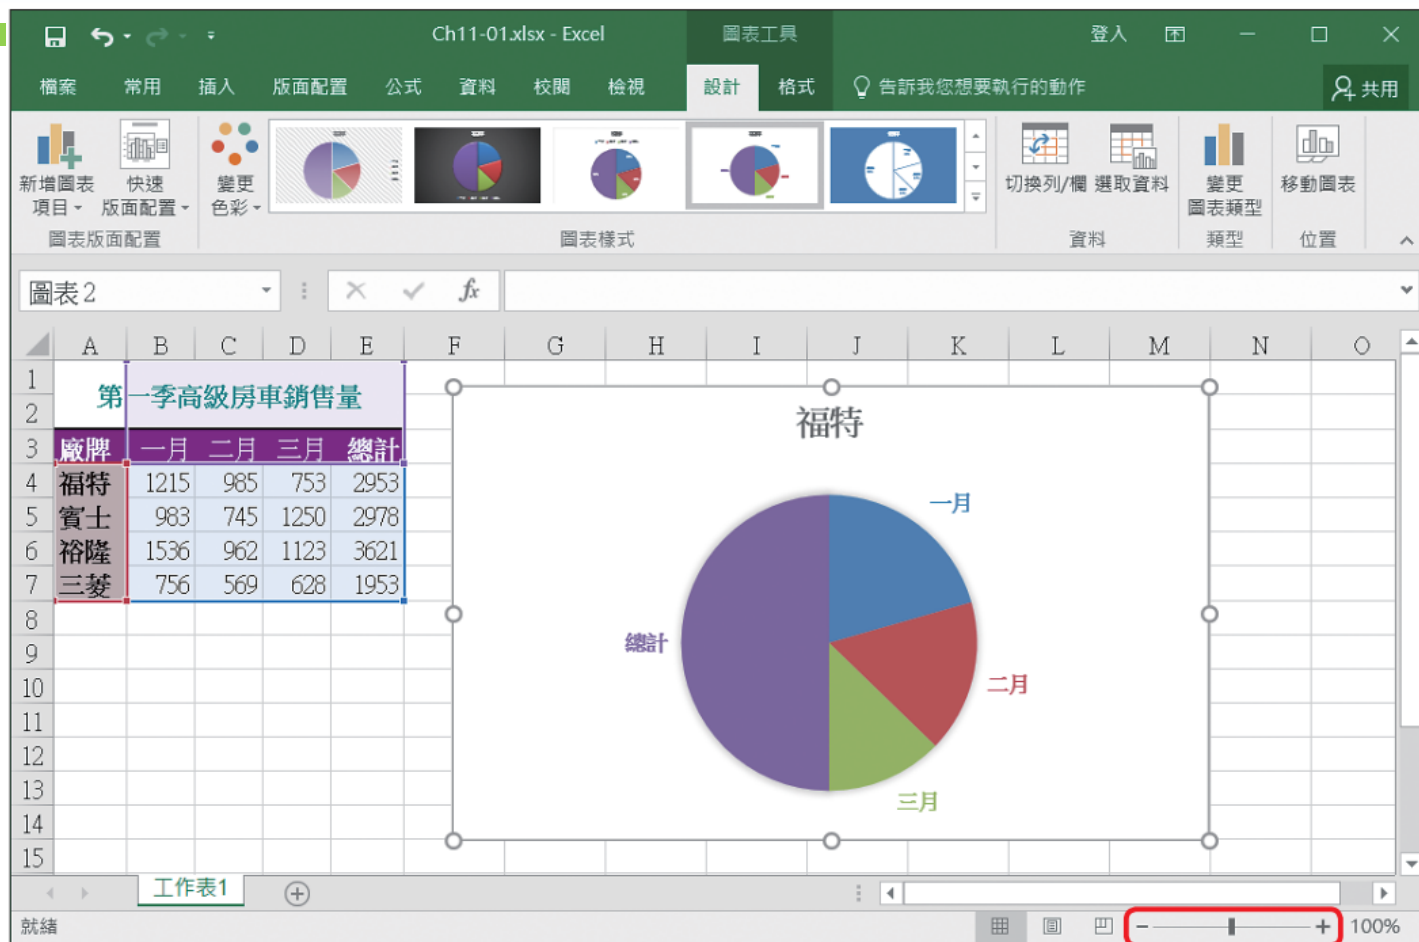 Ch11-01.xlsx - Excel 圖表工具 登入
檔案 常用 插入 版面配置 公式 資料 校閱 檢視 設計 格式 告訴我您想要執行的動作 共用
新增圖表 快速 變更 切換列/欄 選取資料 變更 移動圖表
項目 版面配置 色彩 圖表類型
圖表版面配置 圖表樣式 資料 類型 位置
圖表 2 fx
A B C D E F G H I J K L M N O
1
第一季高級房車銷售量
2
3 廠牌 一月 二月 三月 總計
4 福特 1215 985 753 2953
5 賓士 983 745 1250 2978
6 裕隆 1536 962 1123 3621
7 三菱 756 569 628 1953
8
9
10
11
12
13
14
15
福特
一月
總計
二月
三月
工作表1
就緒 100%